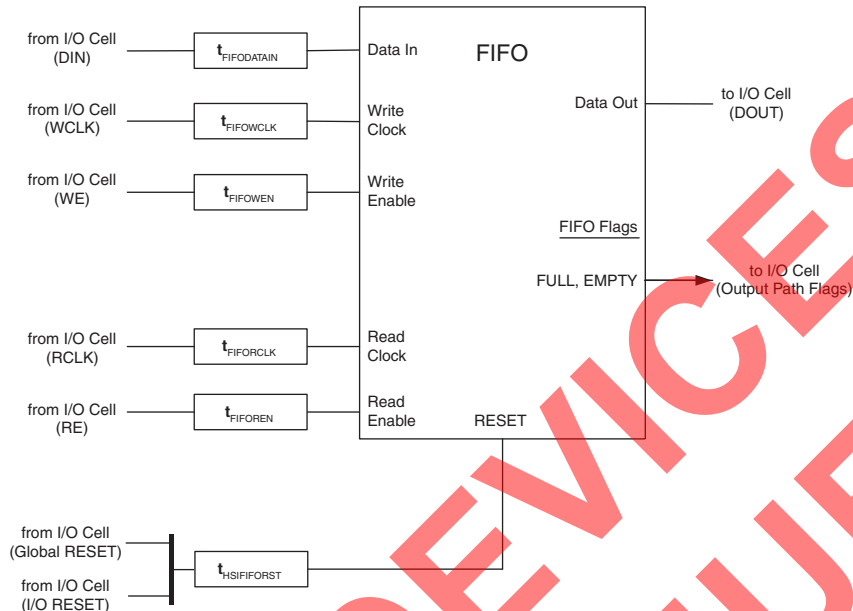 from I/O Cell
(DIN)
tFIFODATAIN
Data In
FIFO
from I/O Cell
(WCLK)
tFIFOWCLK
Write
Clock
Data Out
to I/O Cell
(DOUT)
from I/O Cell
(WE)
tFIFOWEN
Write
Enable
FIFO Flags
FULL, EMPTY
to I/O Cell
(Output Path Flags)
from I/O Cell
(RCLK)
tFIFORCLK
Read
Clock
from I/O Cell
(RE)
tFIFOREN
Read
Enable
RESET
from I/O Cell
(Global RESET)
tHSIFIFORST
from I/O Cell
(I/O RESET)
DEVICES